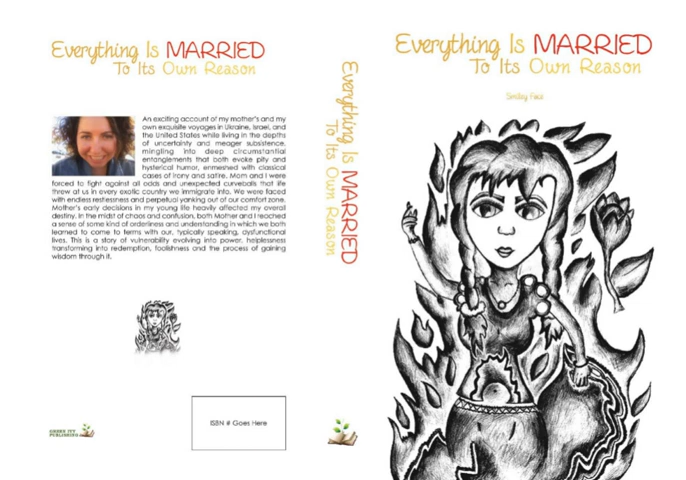 Everything Is MARRIED
To Its Own Reason
An exciting account of my mother's and my
own exquisite voyages in Ukraine, Israel, and
the United States while living in the depths
of uncertainty and meager subsistence,
mingling into deep circumstantial
entanglements that both evoke pity and
hysterical humor, enmeshed with classical
cases of irony and satire. Mom and I were
forced to fight against all odds and unexpected curveballs that life
threw at us in every exotic country we immigrate into. We were faced
with endless restlessness and perpetual yanking out of our comfort zone.
Mother's early decisions in my young life heavily affected my overall
destiny. In the midst of chaos and confusion, both Mother and I reached
a sense of some kind of orderliness and understanding in which we both
learned to come to terms with our, typically speaking, dysfunctional
lives. This is a story of vulnerability evolving into power, helplessness
transforming into redemption, foolishness and the process of gaining
wisdom through it.
GREEN IVY
PUBLISHING
ISBN # Goes Here
Everything Is MARRIED
To Its Own Reason
Everything Is MARRIED
To Its Own Reason
Smiley Face